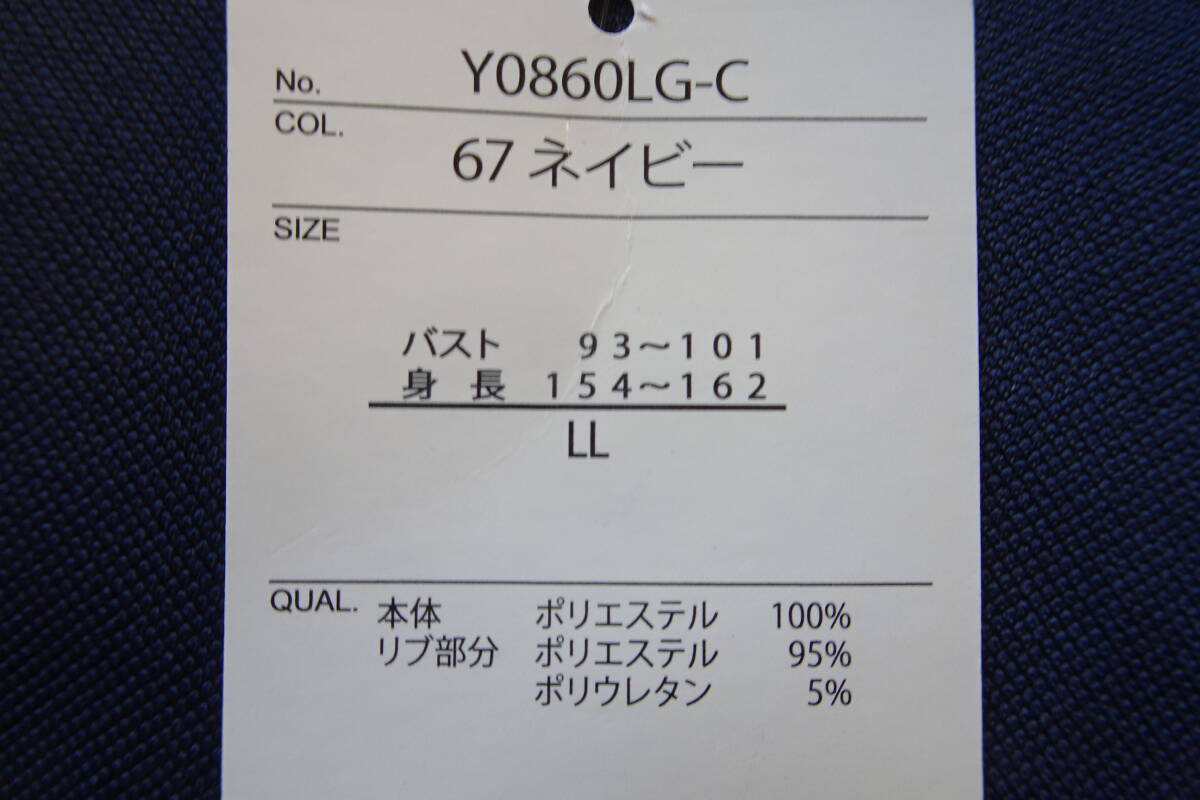 No. Y0860LG-C
COL.
67 ネイビー
SIZE
バスト 93～101
身長 154～162
LL
QUAL. 本体 ポリエステル 100%
リブ部分 ポリエステル 95%
ポリウレタン 5%